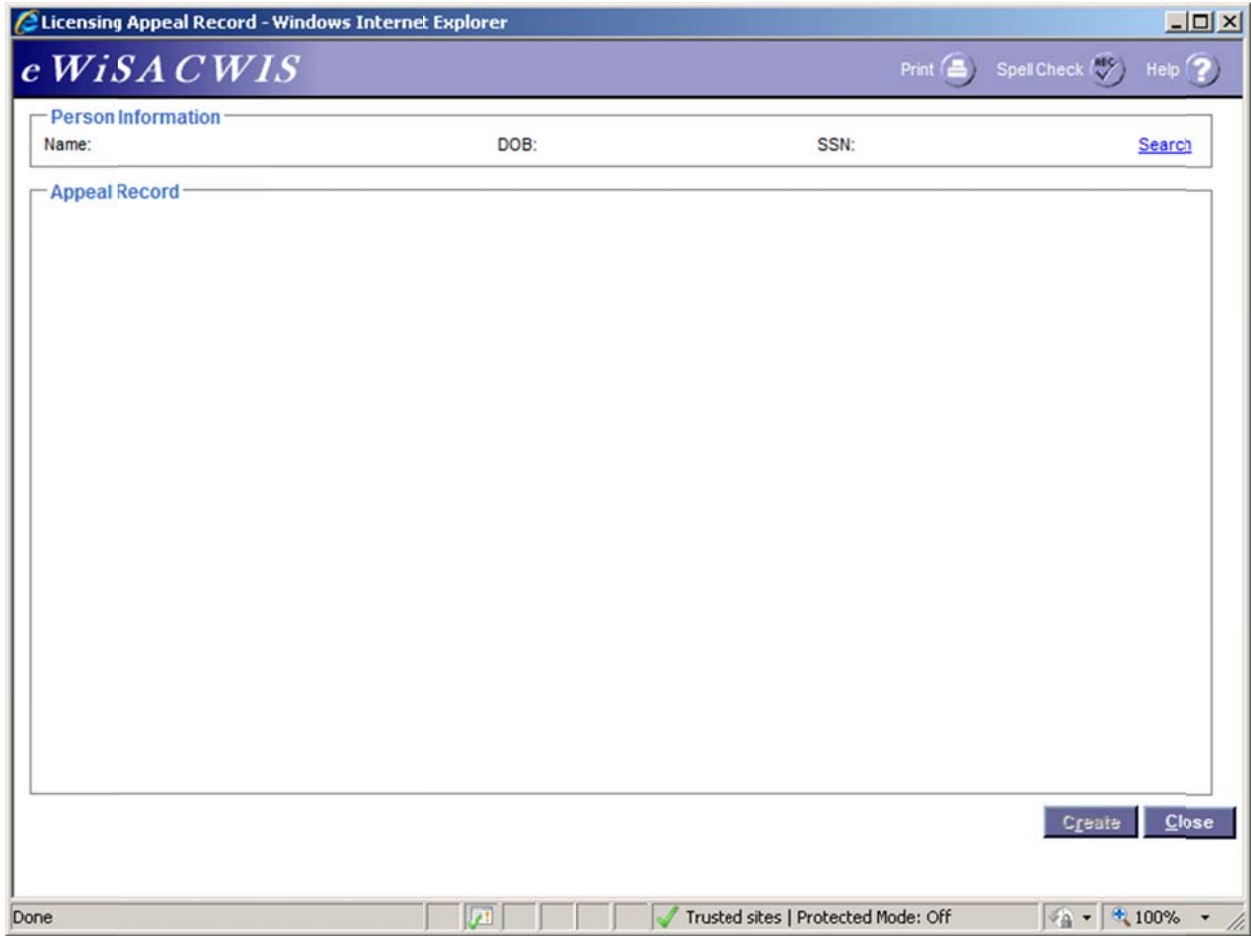 Licensing Appeal Record - Windows Internet Explorer
eWiSACWIS Print Spell Check ABC Help ?
Person Information
Name: DOB: SSN: Search
Appeal Record
Create Close
Done Trusted sites | Protected Mode: Off 100%